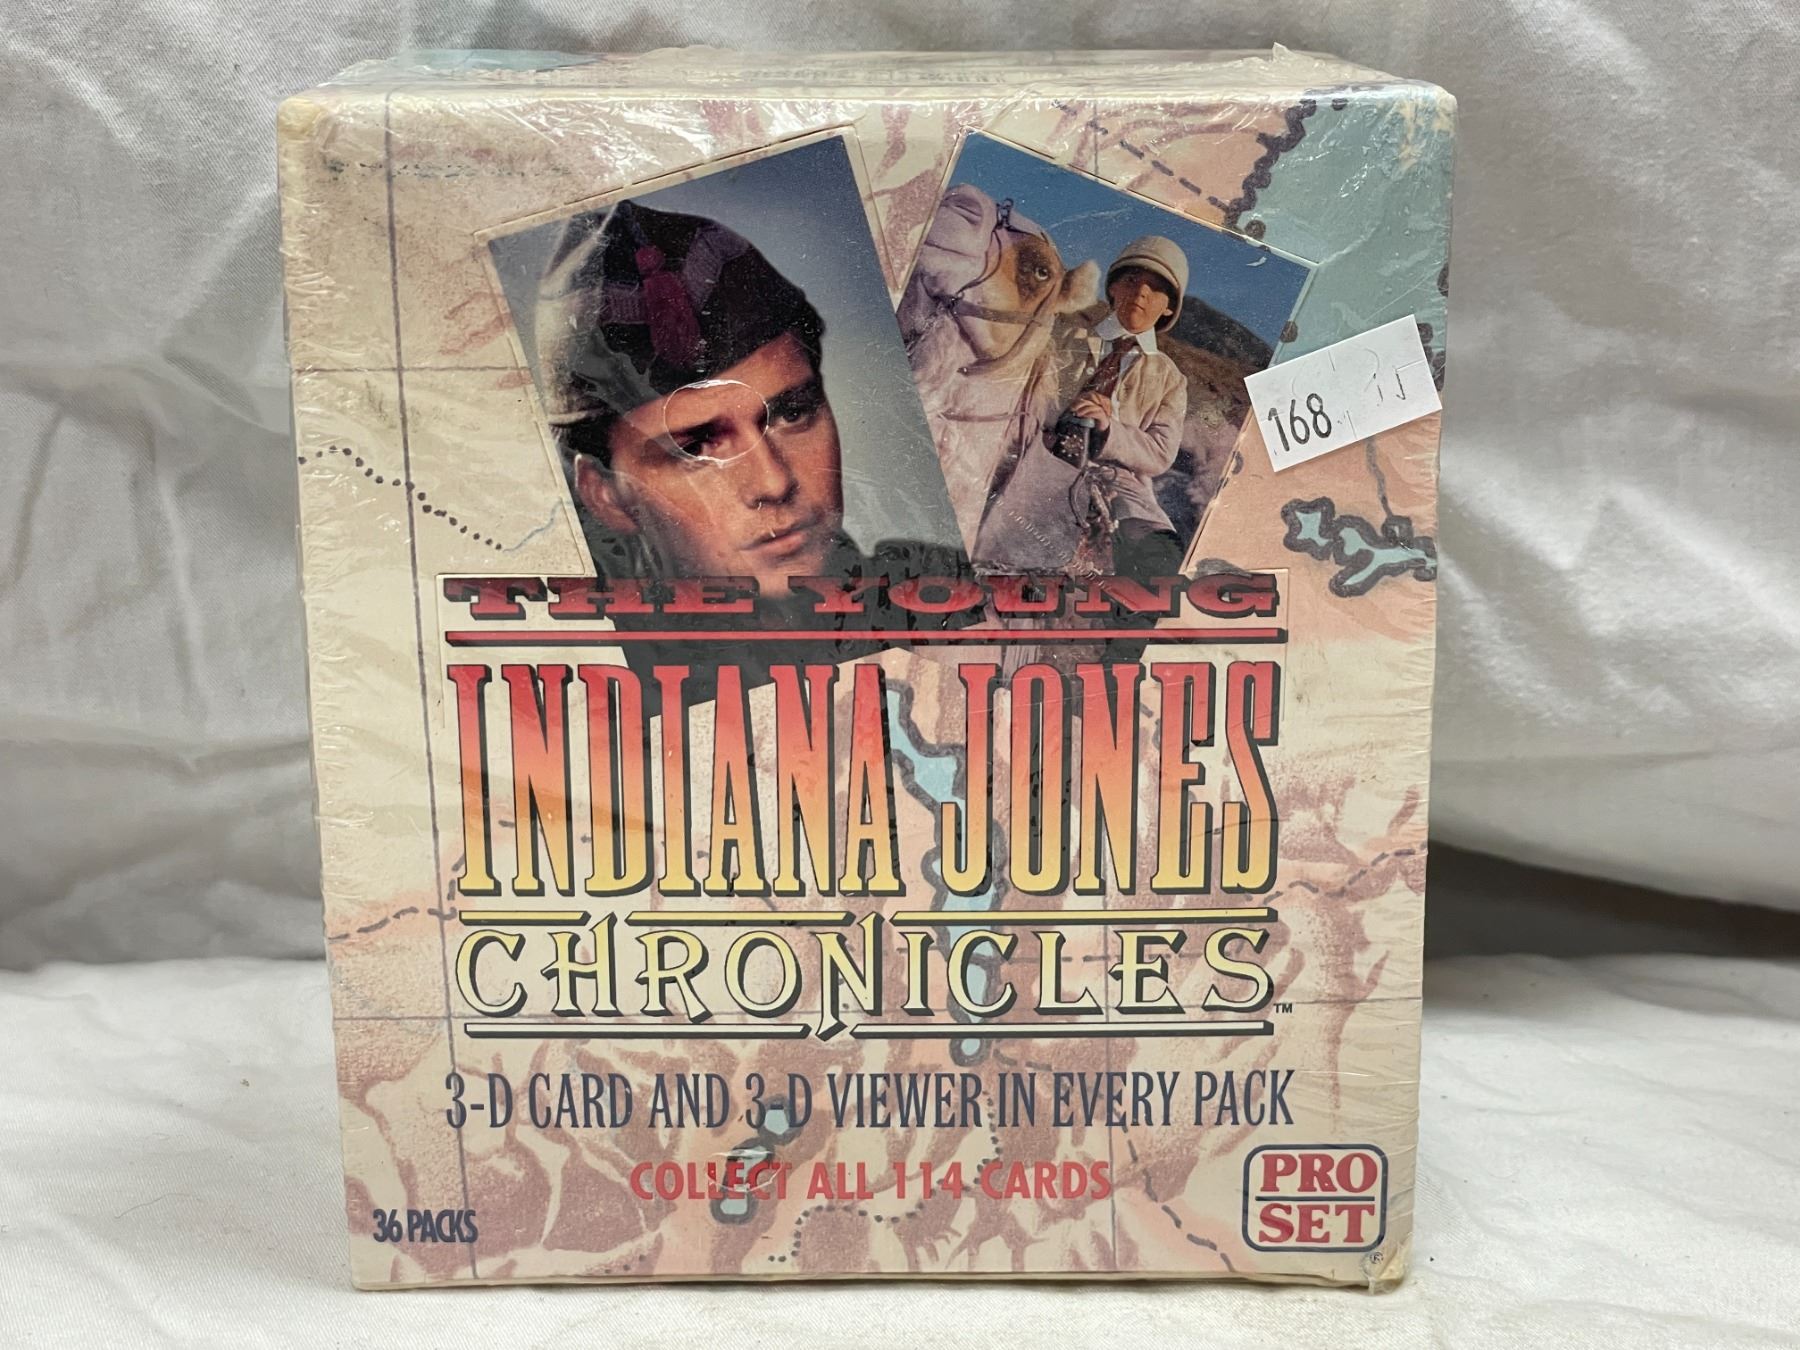 168
THE YOUNG
INDIANA JONES
CHRONICLES™
3-D CARD AND 3-D VIEWER IN EVERY PACK
COLLECT ALL 114 CARDS
36 PACKS
PRO
SET
®